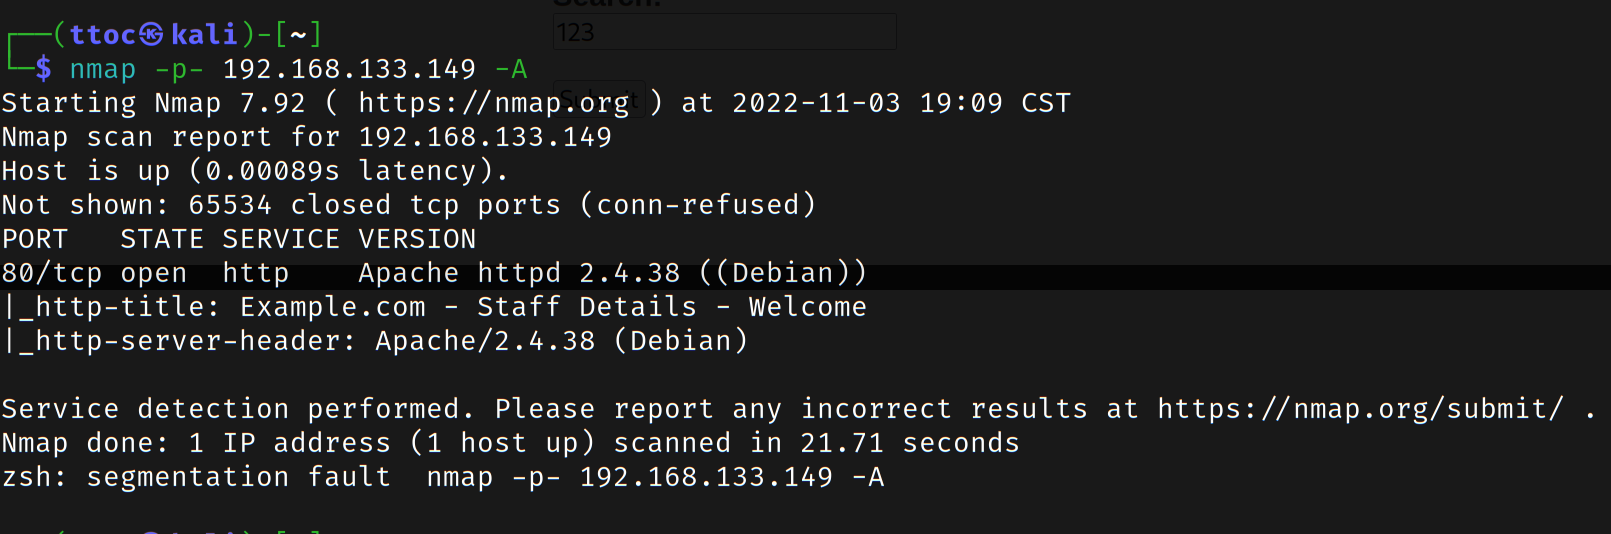 Search:
123
Submit
┌──(ttoc㉿kali)-[~]
└─$ nmap -p- 192.168.133.149 -A
Starting Nmap 7.92 ( https://nmap.org ) at 2022-11-03 19:09 CST
Nmap scan report for 192.168.133.149
Host is up (0.00089s latency).
Not shown: 65534 closed tcp ports (conn-refused)
PORT   STATE SERVICE VERSION
80/tcp open  http    Apache httpd 2.4.38 ((Debian))
|_http-title: Example.com - Staff Details - Welcome
|_http-server-header: Apache/2.4.38 (Debian)
Service detection performed. Please report any incorrect results at https://nmap.org/submit/ .
Nmap done: 1 IP address (1 host up) scanned in 21.71 seconds
zsh: segmentation fault  nmap -p- 192.168.133.149 -A